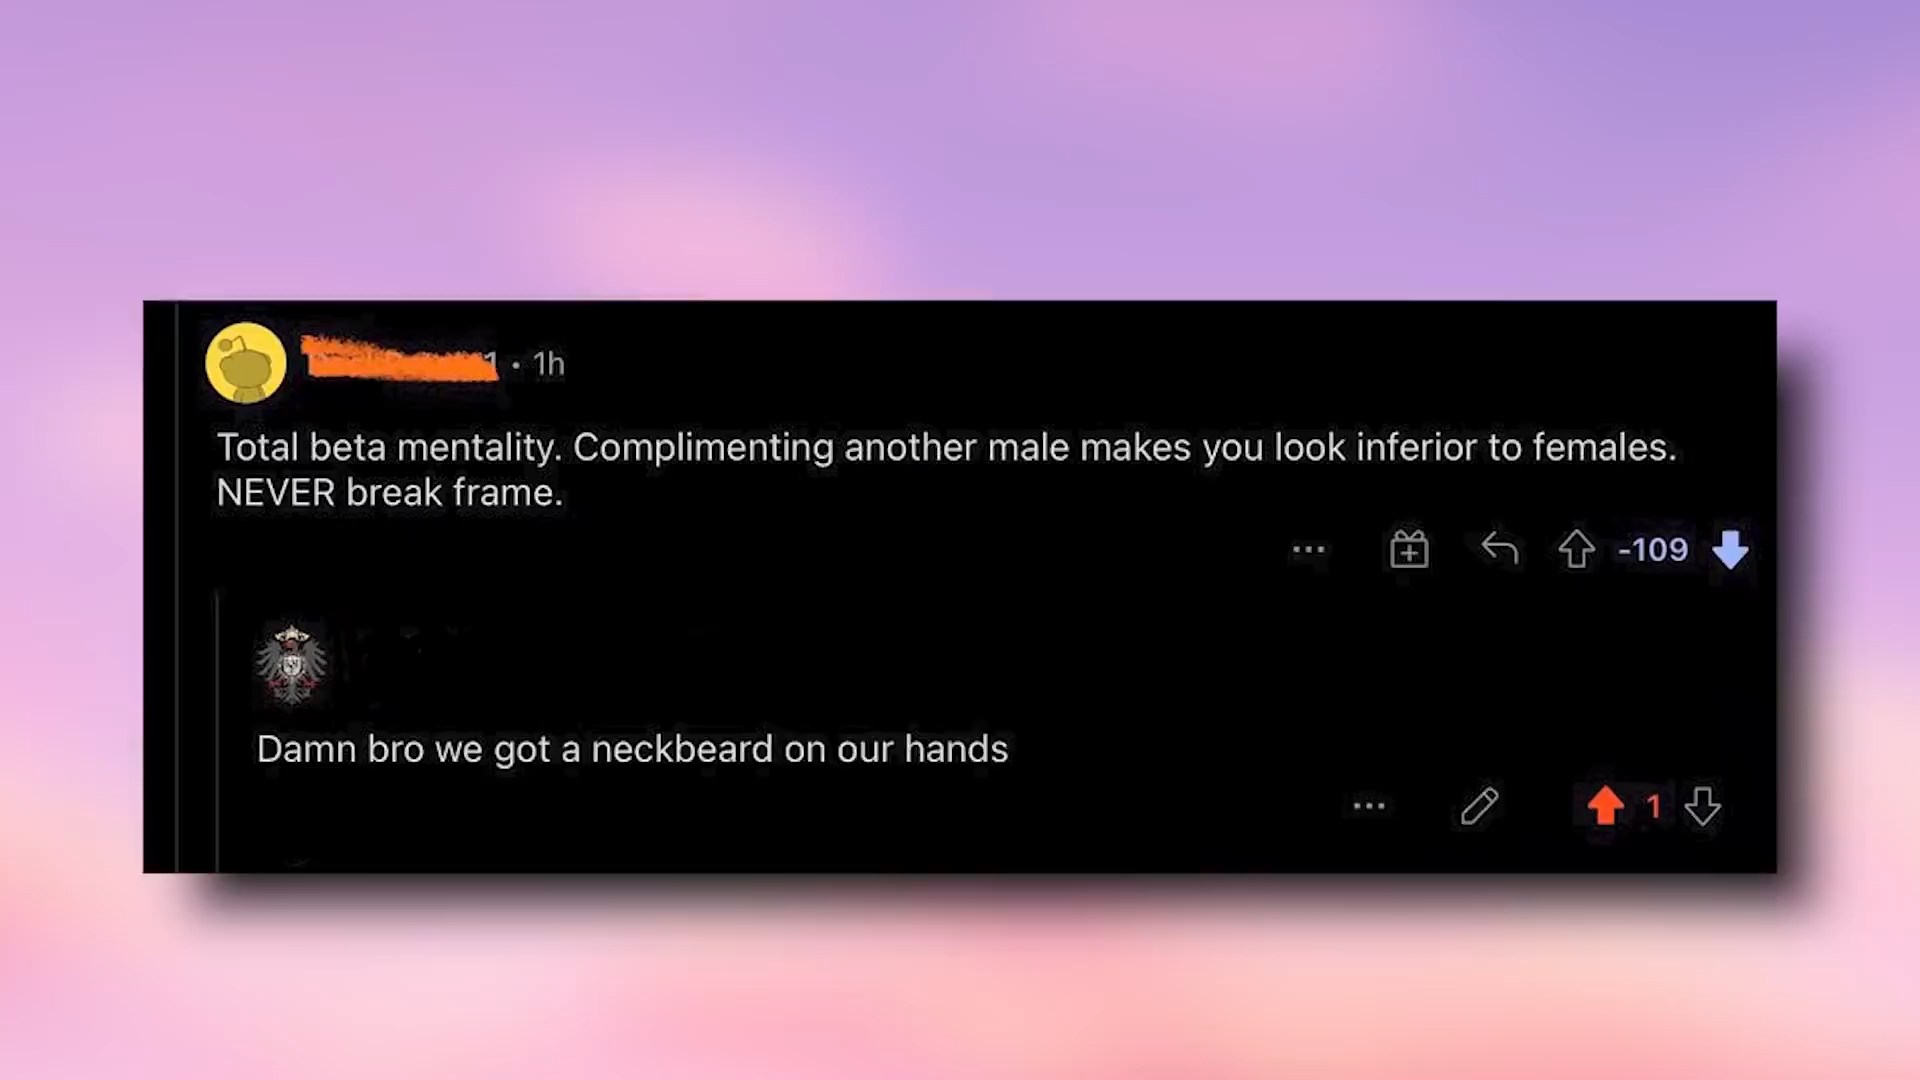 • 1h
Total beta mentality. Complimenting another male makes you look inferior to females.
NEVER break frame.
-109
Damn bro we got a neckbeard on our hands
1